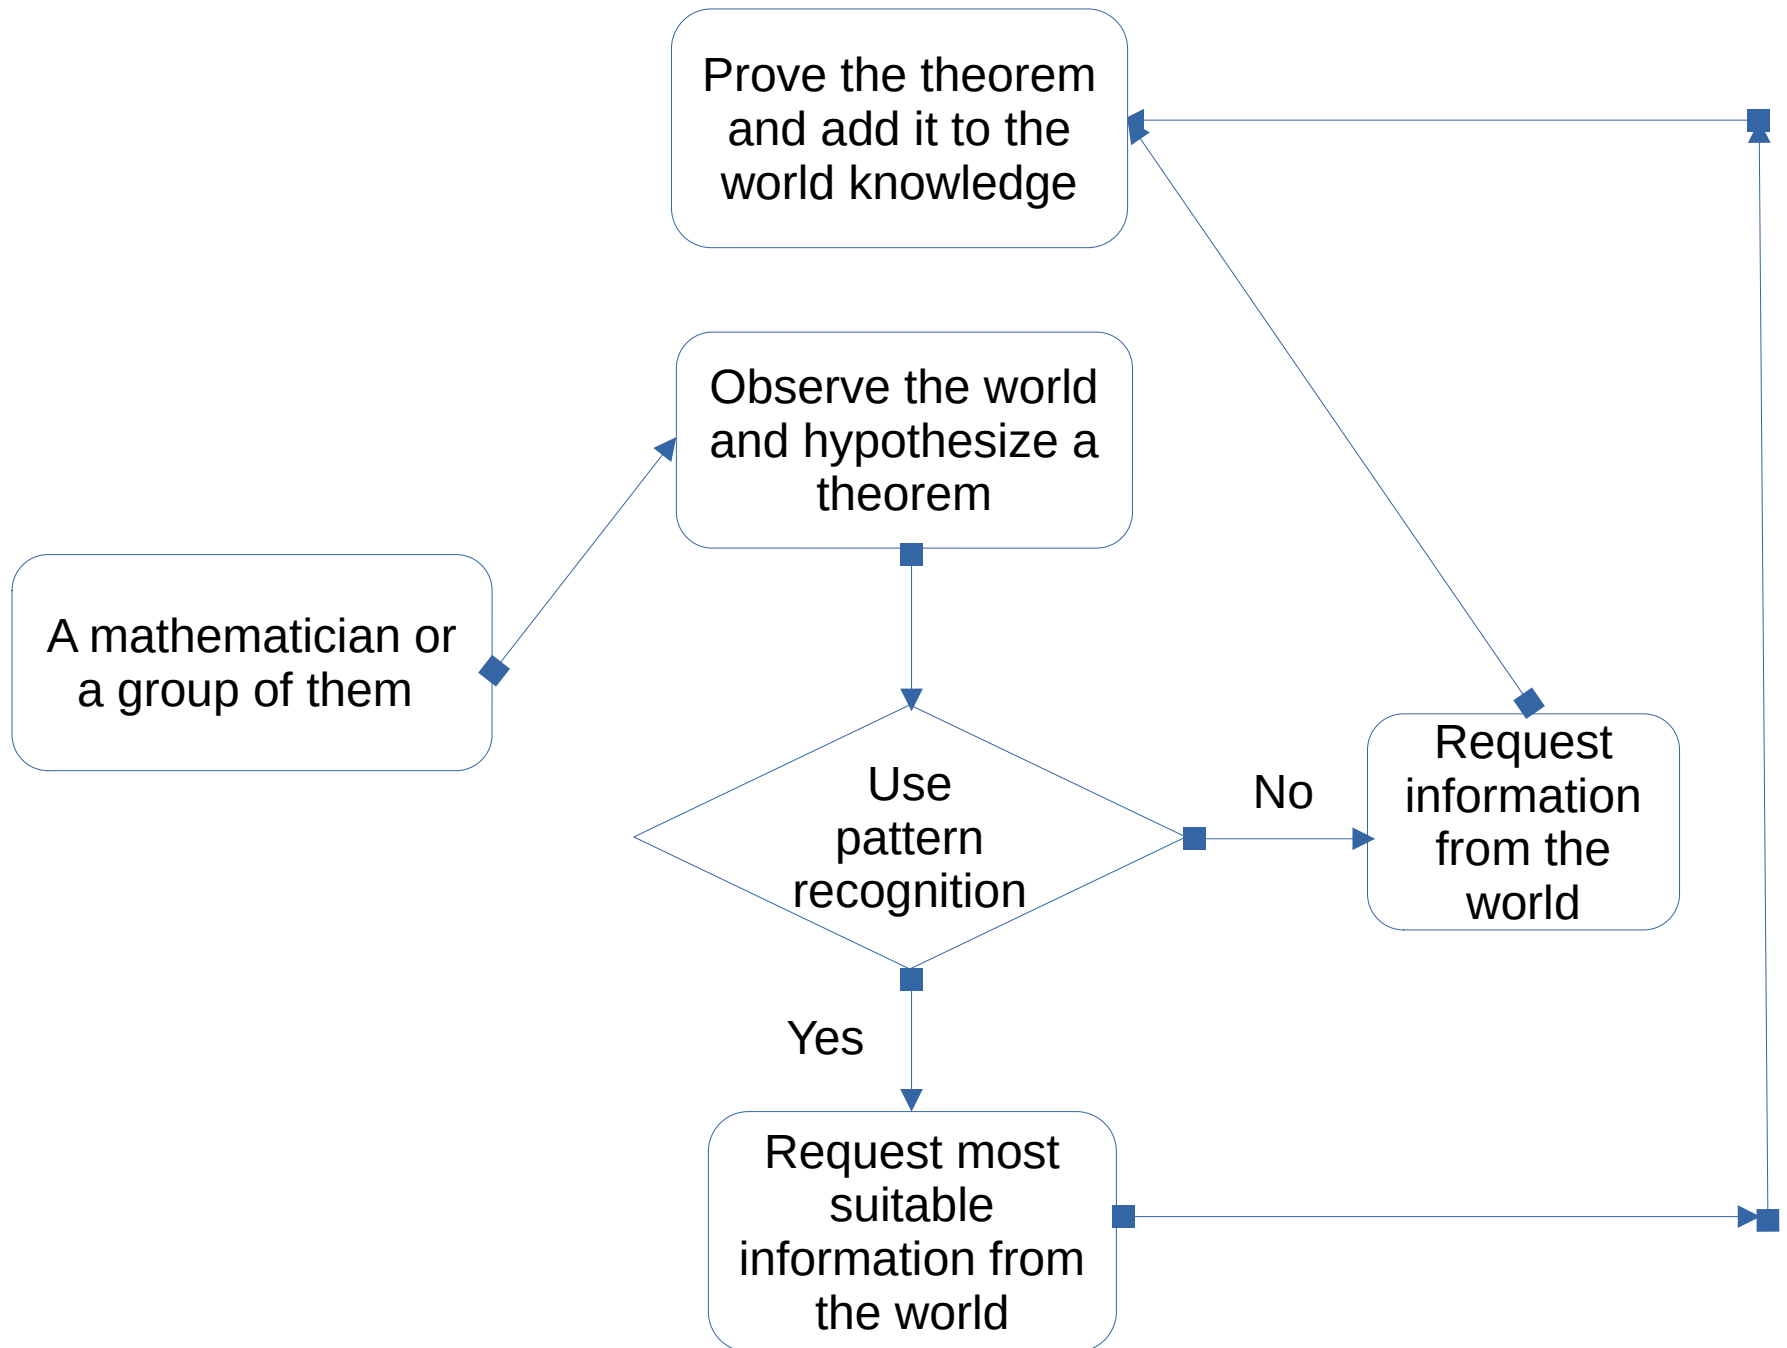 Prove the theorem
and add it to the
world knowledge
Observe the world
and hypothesize a
theorem
A mathematician or
a group of them
Use
pattern
recognition
No
Request
information
from the
world
Yes
Request most
suitable
information from
the world